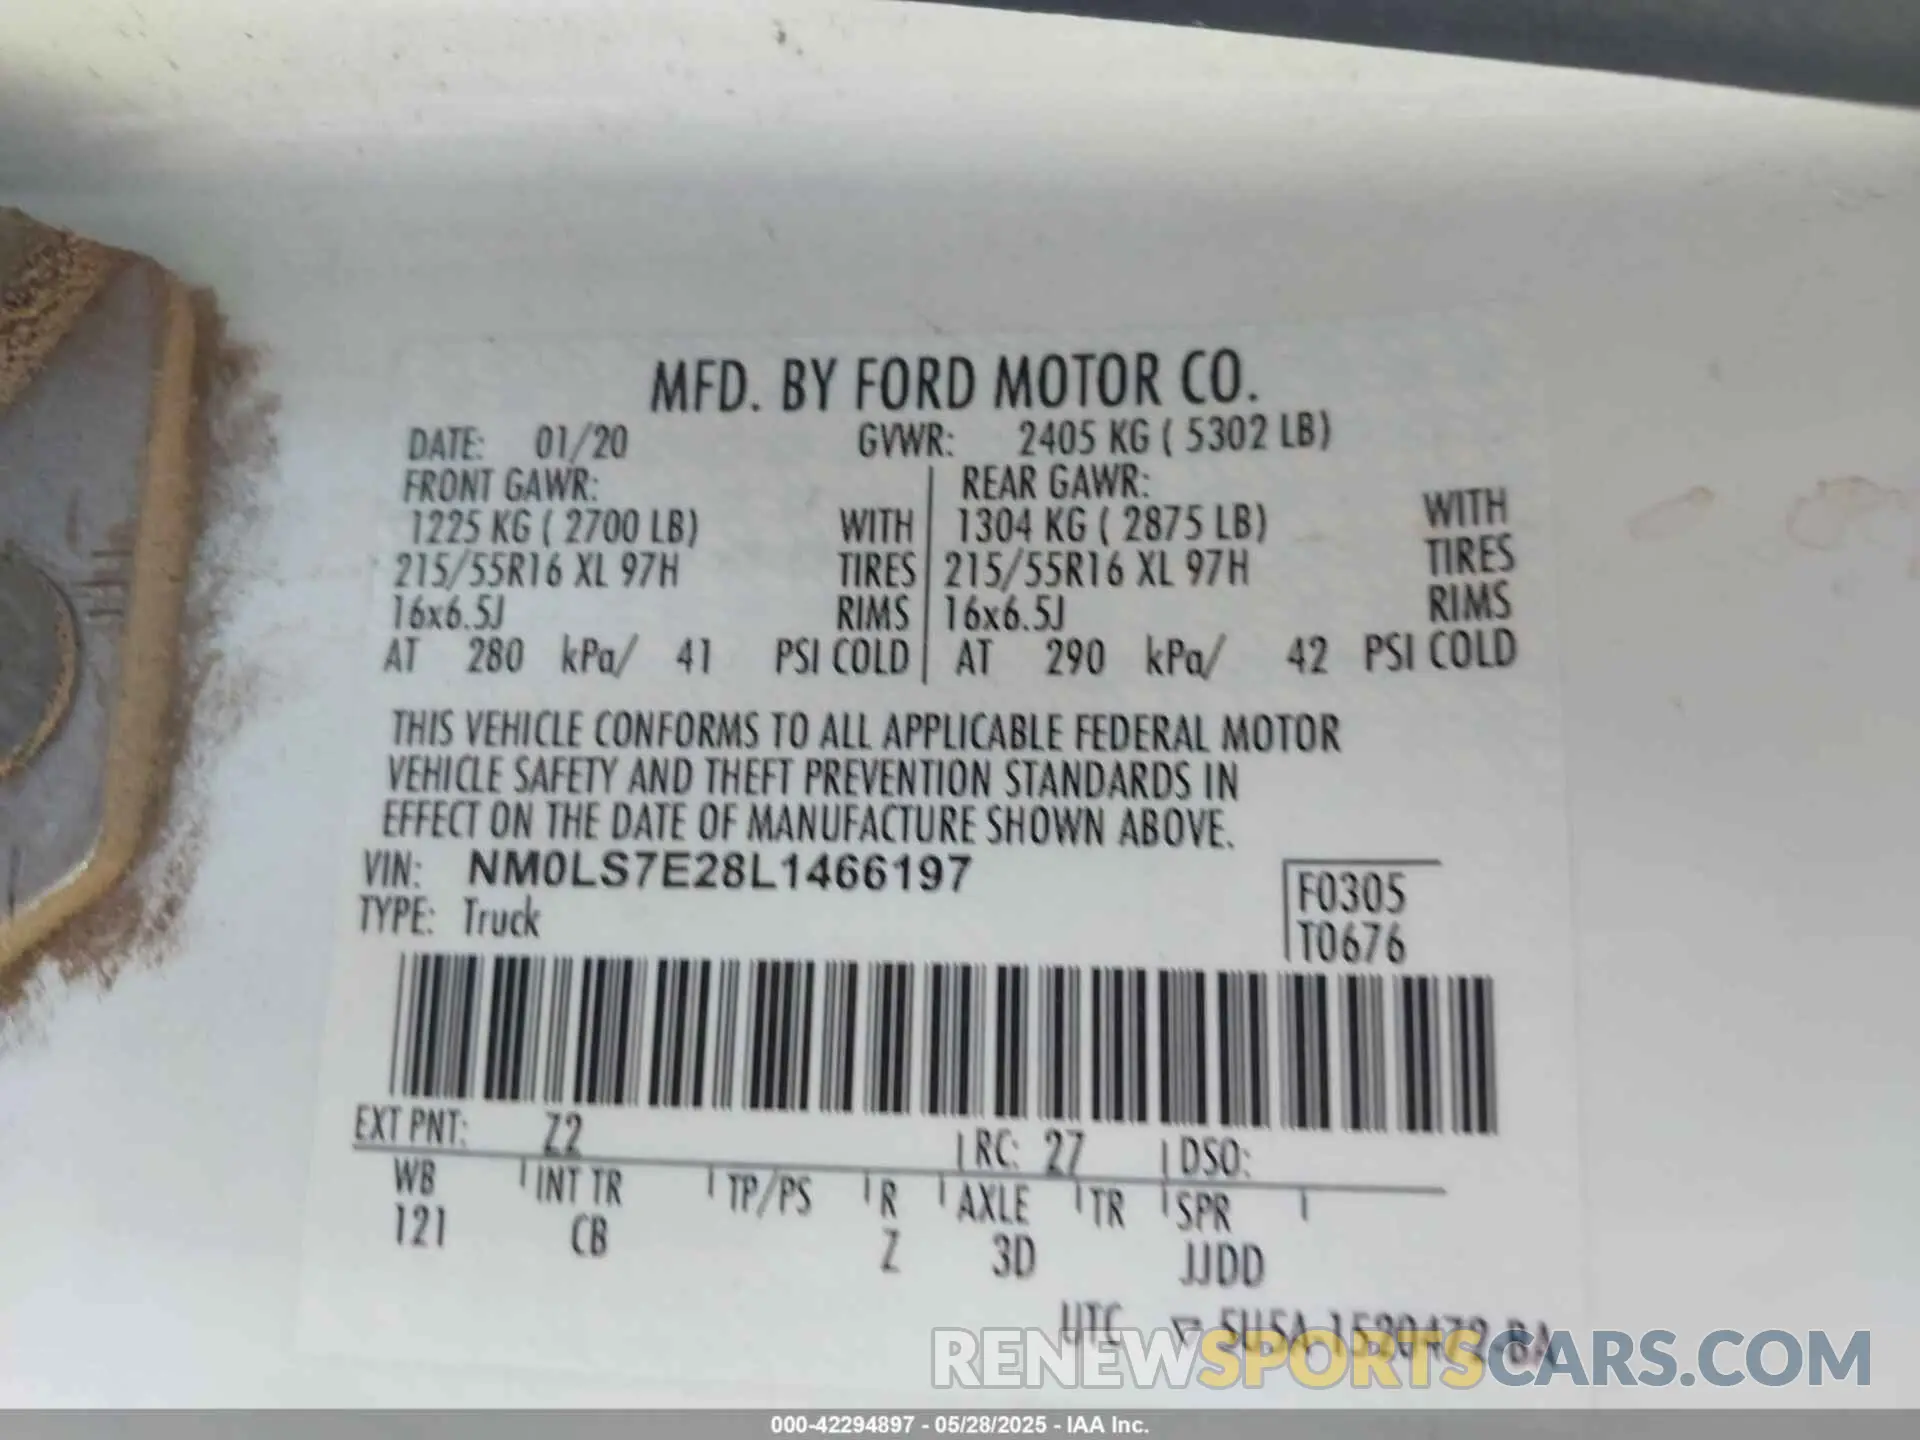 MFD. BY FORD MOTOR CO.
DATE: 01/20 GVWR: 2405 KG ( 5302 LB)
FRONT GAWR: REAR GAWR:
1225 KG ( 2700 LB) WITH 1304 KG ( 2875 LB) WITH
215/55R16 XL 97H TIRES 215/55R16 XL 97H TIRES
16x6.5J RIMS 16x6.5J RIMS
AT 280 kPa/ 41 PSI COLD AT 290 kPa/ 42 PSI COLD
THIS VEHICLE CONFORMS TO ALL APPLICABLE FEDERAL MOTOR
VEHICLE SAFETY AND THEFT PREVENTION STANDARDS IN
EFFECT ON THE DATE OF MANUFACTURE SHOWN ABOVE.
VIN: NM0LS7E28L1466197
TYPE: Truck
F0305
T0676
EXT PNT: Z2 RC: 27 DSO:
WB INT TR TP/PS R AXLE TR SPR
121 CB Z 3D JJDD
UTC 5U5A-1520472-BA
RENEWSPORTSCARS.COM
000-42294897 - 05/28/2025 - IAA Inc.